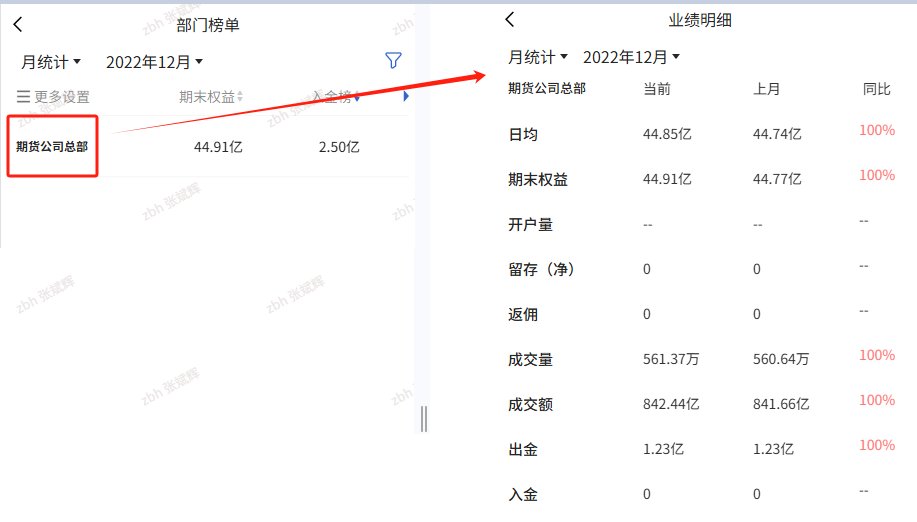 部门榜单
月统计 2022年12月
更多设置 期末权益 入金榜
期货公司总部 44.91亿 2.50亿
zbh 张斌辉
zbh 张斌辉
zbh 张斌辉
zbh 张斌辉
zbh 张斌辉
业绩明细
月统计 2022年12月
期货公司总部 当前 上月 同比
日均 44.85亿 44.74亿 100%
期末权益 44.91亿 44.77亿 100%
开户量 -- -- --
留存（净） 0 0 --
返佣 0 0 --
成交量 561.37万 560.64万 100%
成交额 842.44亿 841.66亿 100%
出金 1.23亿 1.23亿 100%
入金 0 0 --